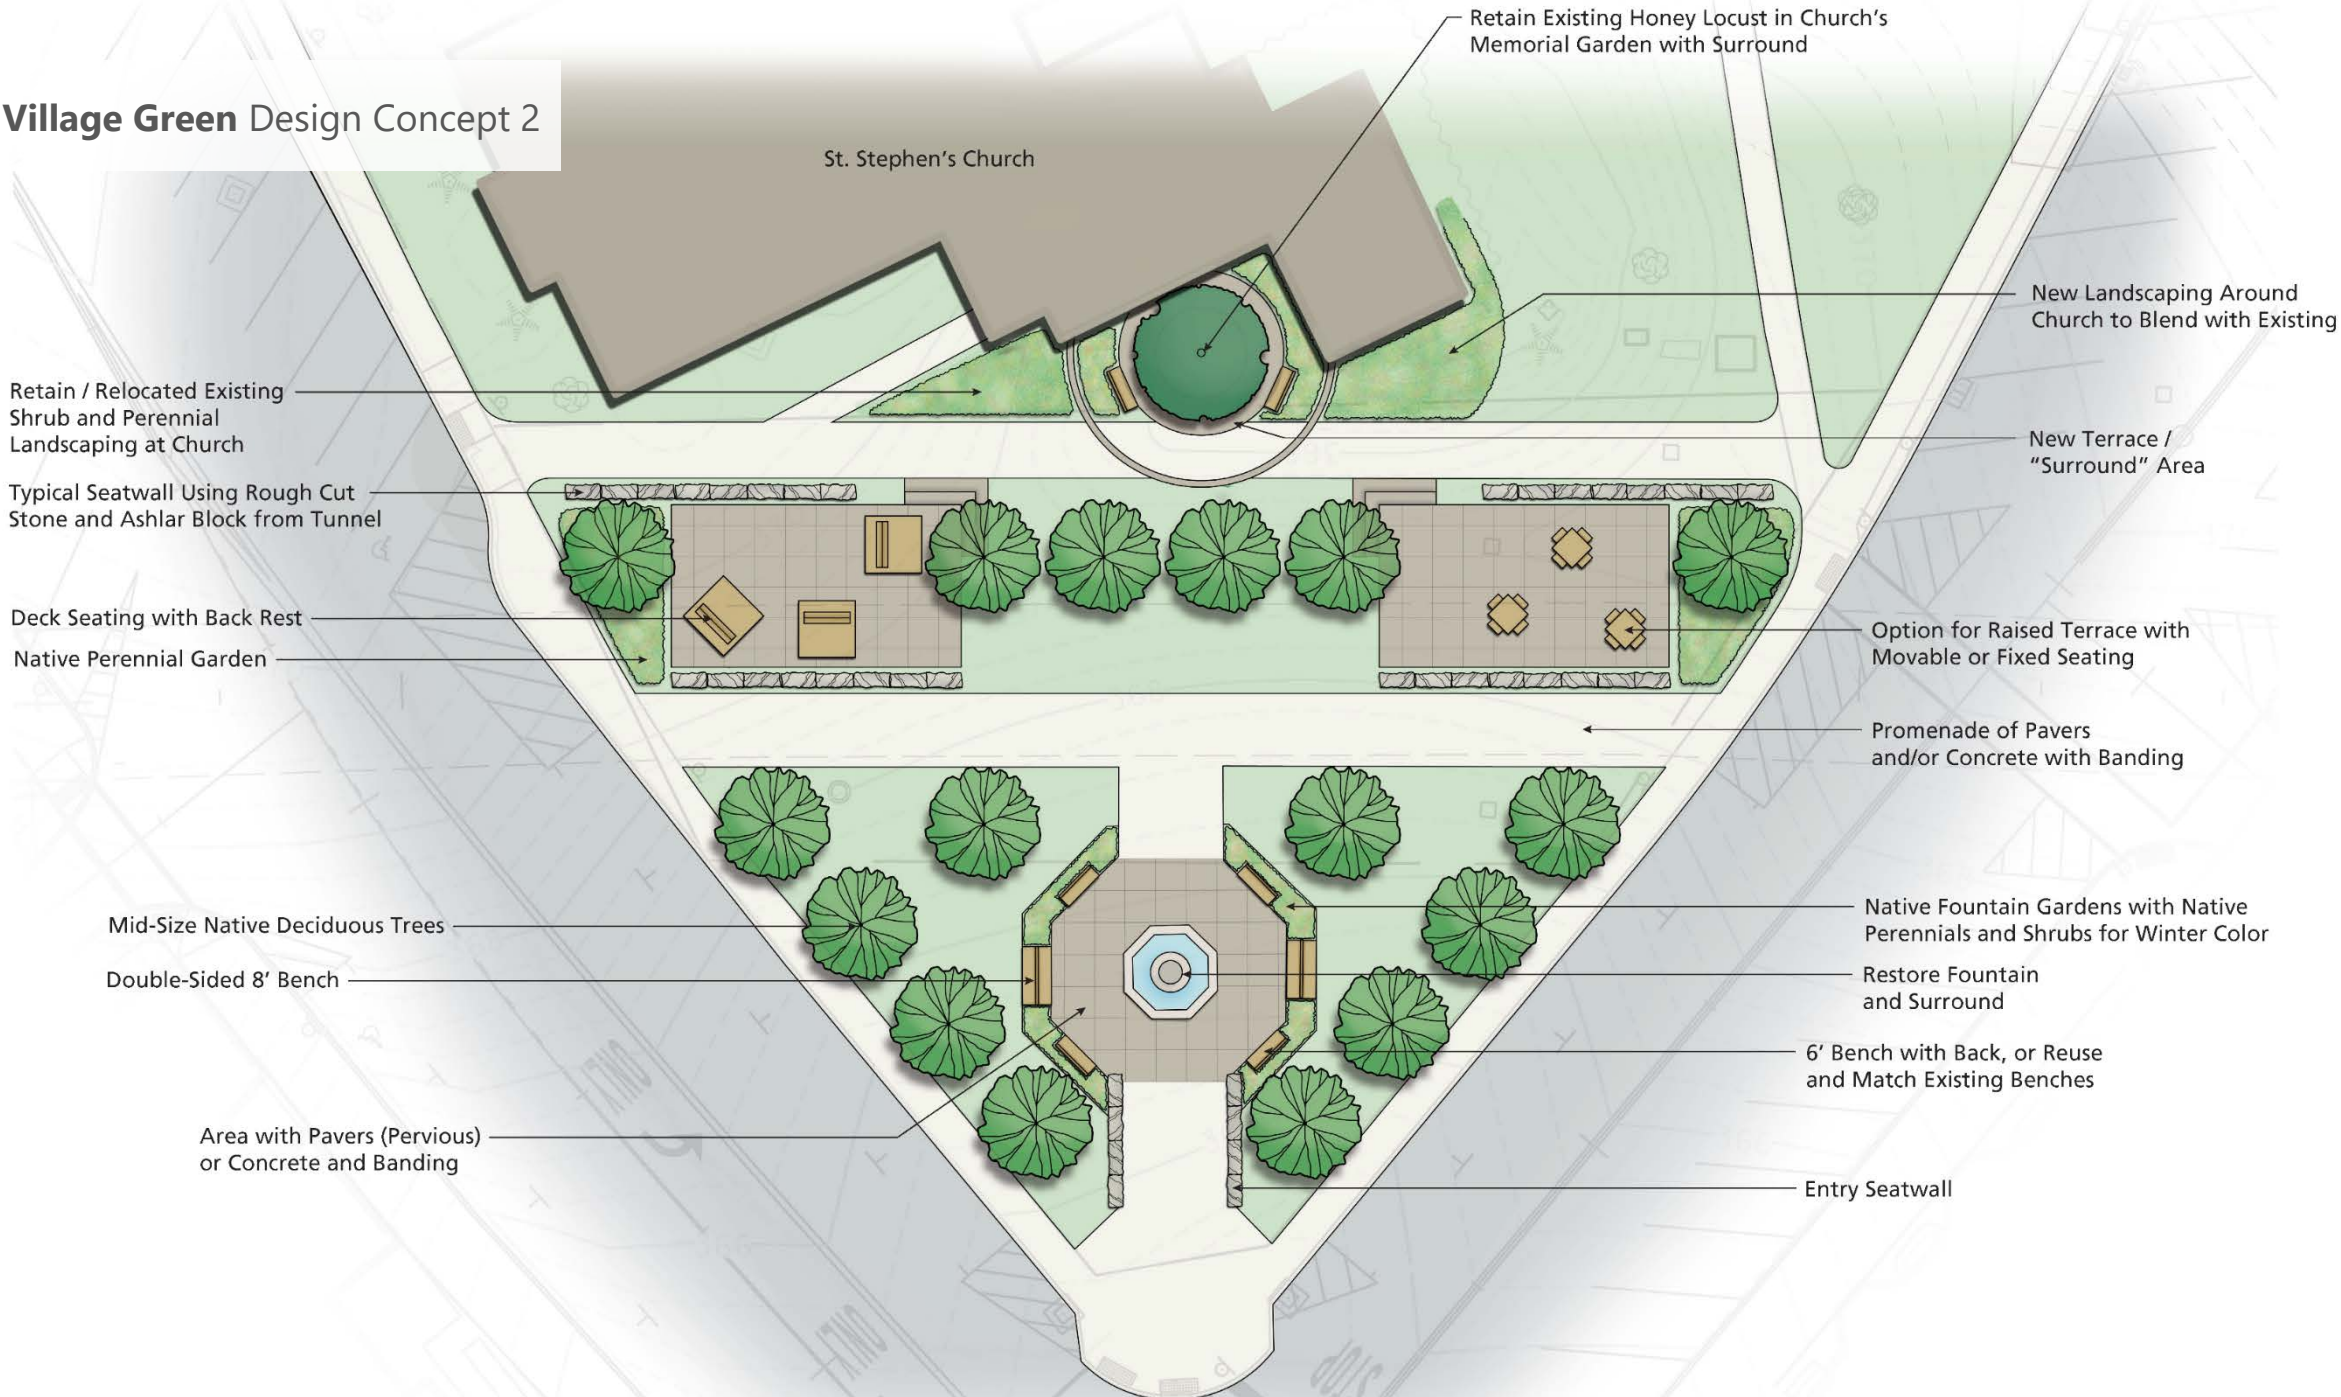 Retain Existing Honey Locust in Church's
Memorial Garden with Surround
Village Green Design Concept 2
St. Stephen's Church
New Landscaping Around
Church to Blend with Existing
Retain / Relocated Existing
Shrub and Perennial
Landscaping at Church
New Terrace /
“Surround” Area
Typical Seatwall Using Rough Cut
Stone and Ashlar Block from Tunnel
Deck Seating with Back Rest
Native Perennial Garden
Option for Raised Terrace with
Movable or Fixed Seating
Promenade of Pavers
and/or Concrete with Banding
Mid-Size Native Deciduous Trees
Double-Sided 8' Bench
Native Fountain Gardens with Native
Perennials and Shrubs for Winter Color
Restore Fountain
and Surround
6' Bench with Back, or Reuse
and Match Existing Benches
Area with Pavers (Pervious)
or Concrete and Banding
Entry Seatwall
ONLY
ONLY
STOP